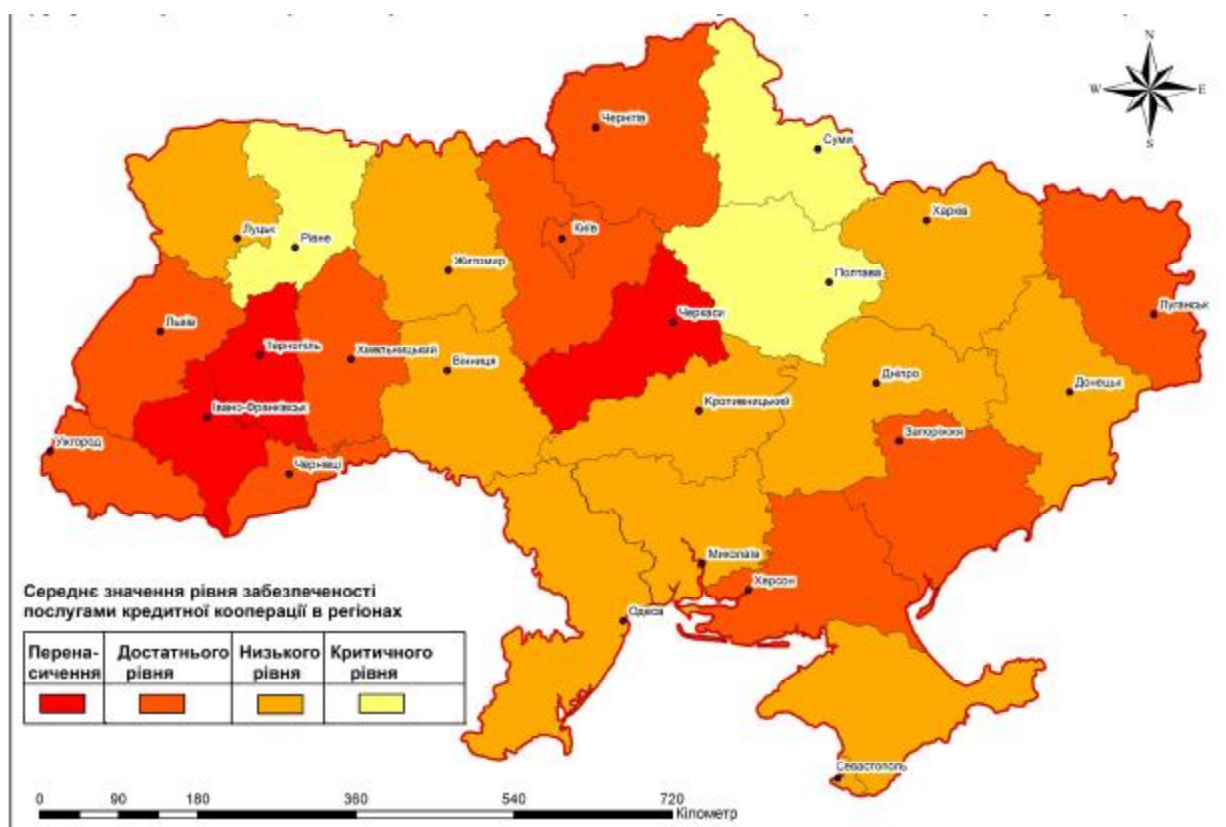 N
W E
S
Чернігів
Суми
Луцьк
Рівне
Київ
Харків
Житомир
Полтава
Львів
Черкаси
Луганськ
Тернопіль
Хмельницький
Вінниця
Дніпро
Донецьк
Івано-Франківськ
Кротивницький
Запоріжжя
Ужгород
Чернівці
Миколаїв
Херсон
Одеса
Севастополь
Середнє значення рівня забезпеченості
послугами кредитної кооперації в регіонах
Перена- Достатнього Низького Критичного
сичення рівня рівня рівня
0 90 180 360 540 720
Кілометр